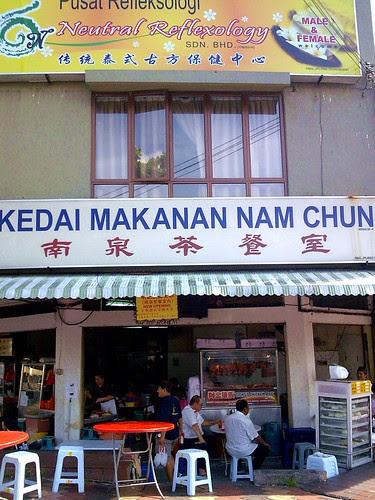 Pusat Refleksologi
Neutral Reflexology
SDN. BHD.
MALE
&
FEMALE
welcome
传统泰式古方保健中心
KEDAI MAKANAN NAM CHUN
南泉茶餐室